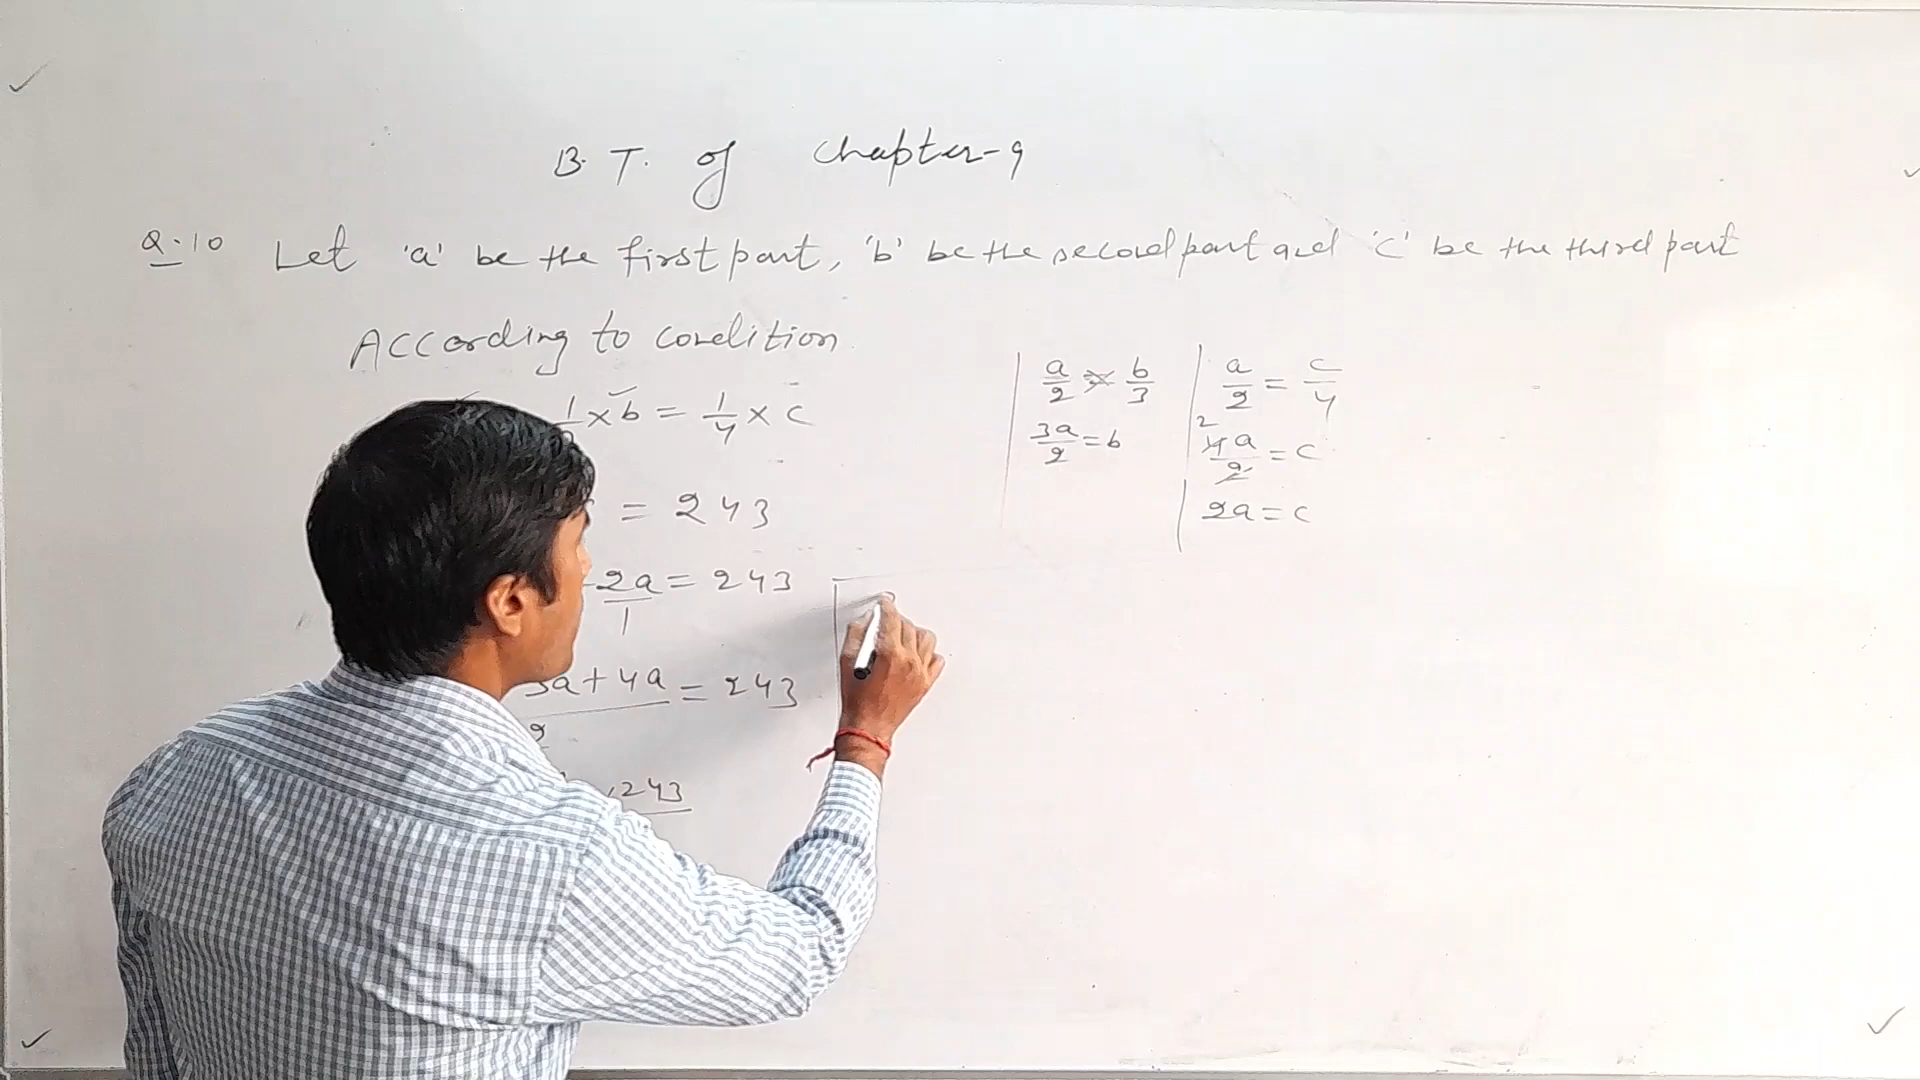 B.T. of Chapter-9
Q.10 Let 'a' be the first part, 'b' be the second part and 'c' be the third part
According to condition
× b = 1/4 × c
= 243
2a/1 = 243
3a + 4a = 243
2
243
a/2 = b/3
3a/2 = b
a/2 = c/4
2
4a/2 = c
2a = c